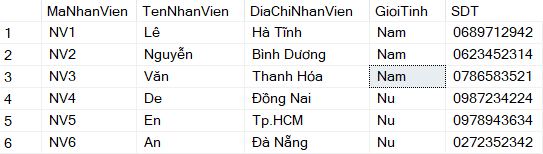 MaNhanVien TenNhanVien DiaChiNhanVien GioiTinh SDT
1 NV1 Lê Hà Tĩnh Nam 0689712942
2 NV2 Nguyễn Bình Dương Nam 0623452314
3 NV3 Văn Thanh Hóa Nam 0786583521
4 NV4 De Đồng Nai Nu 0987234224
5 NV5 En Tp.HCM Nu 0978943634
6 NV6 An Đà Nẵng Nu 0272352342